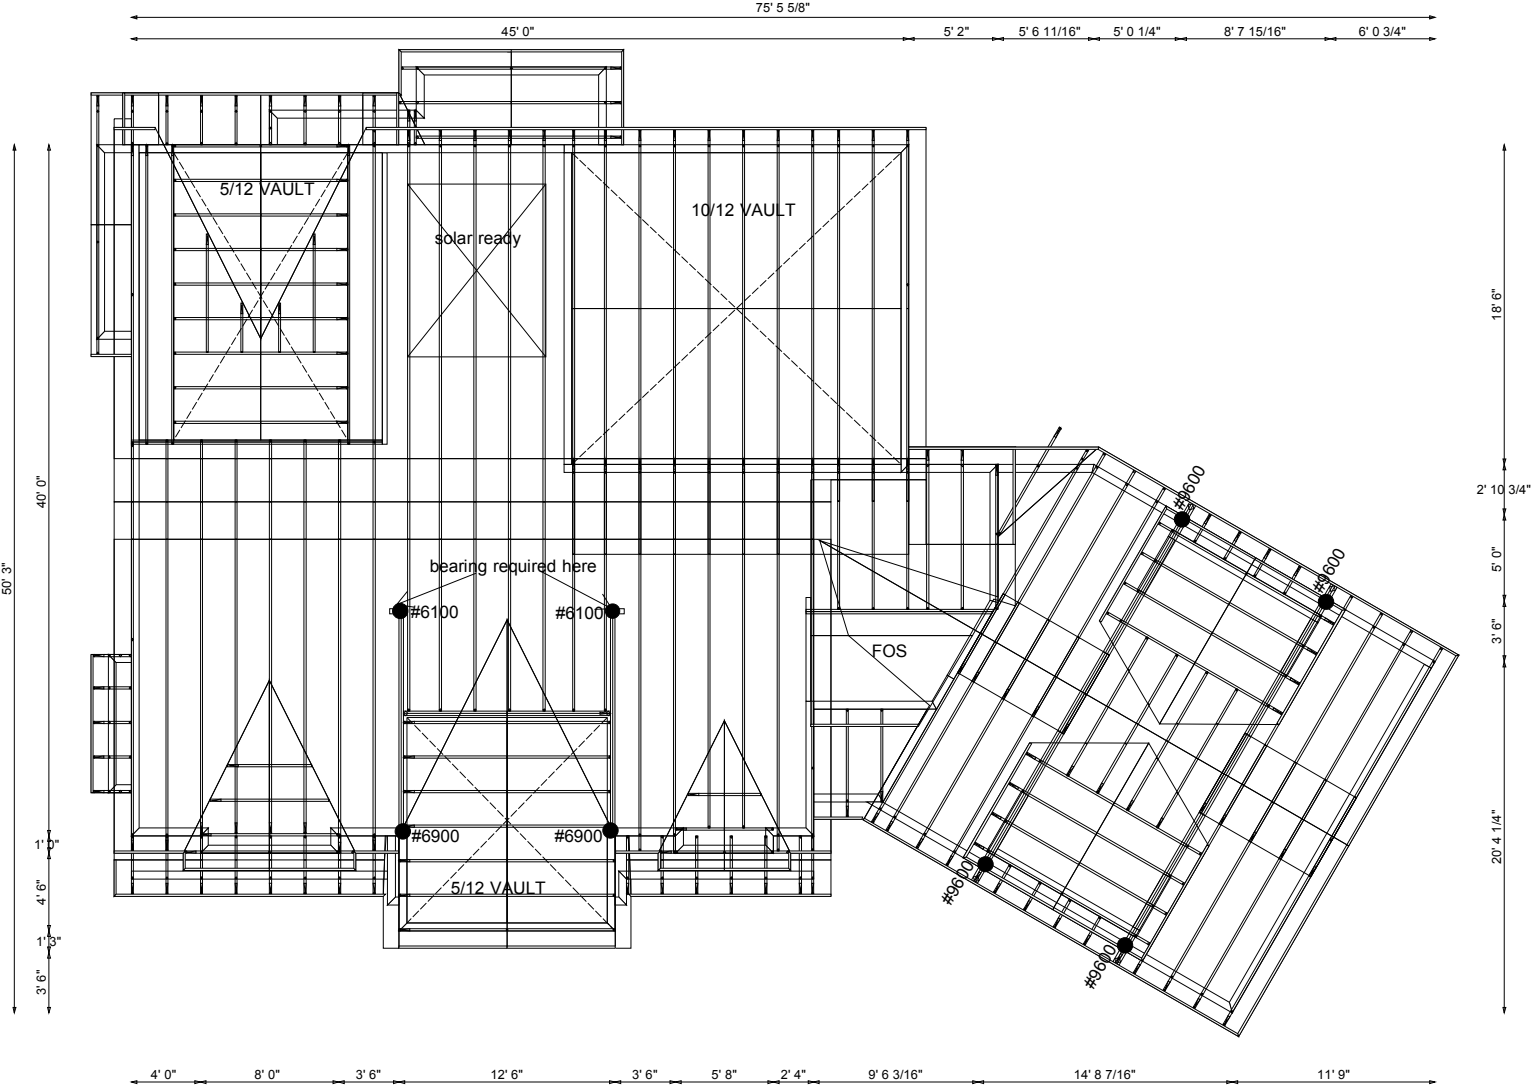 75' 5 5/8"
45' 0"
5' 2"
5' 6 11/16"
5' 0 1/4"
8' 7 15/16"
6' 0 3/4"
5/12 VAULT
10/12 VAULT
solar ready
18' 6"
40' 0"
50' 3"
#9600
2' 10 3/4"
5' 0"
#9600
bearing required here
#6100
#6100
3' 6"
FOS
#6900
#6900
1' 0"
20' 4 1/4"
5/12 VAULT
#9600
4' 6"
1' 3"
#9600
3' 6"
4' 0"
8' 0"
3' 6"
12' 6"
3' 6"
5' 8"
2' 4"
9' 6 3/16"
14' 8 7/16"
11' 9"